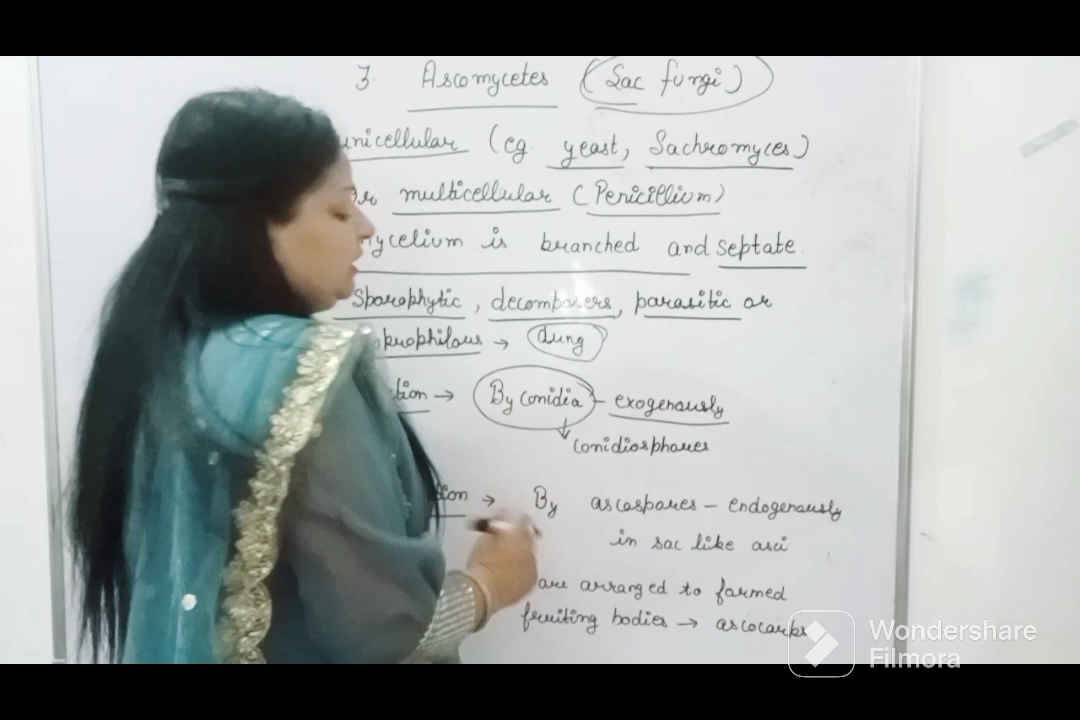 3. Ascomycetes (Sac fungi)
unicellular (eg. yeast, Sachromyces)
Or multicellular (Penicillium)
mycelium is branched and septate.
Sporophytic, decomposers, parasitic or
prophilous → dung
tion → By conidia - exogenously
↓
Conidiosphores
tion → By ascospores - endogenously
in sac like asci
are arranged to formed
fruiting bodies → ascocarps
Wondershare
Filmora